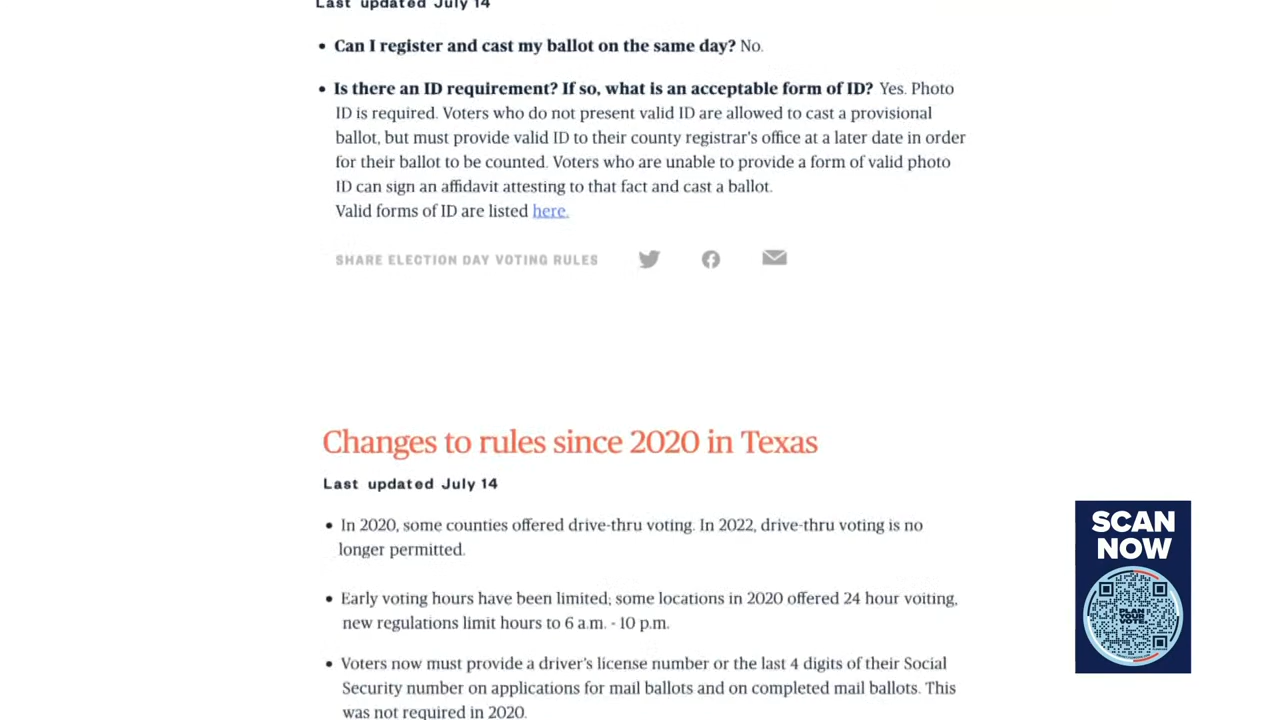 Last updated July 14
• Can I register and cast my ballot on the same day? No.
• Is there an ID requirement? If so, what is an acceptable form of ID? Yes. Photo
ID is required. Voters who do not present valid ID are allowed to cast a provisional
ballot, but must provide valid ID to their county registrar's office at a later date in order
for their ballot to be counted. Voters who are unable to provide a form of valid photo
ID can sign an affidavit attesting to that fact and cast a ballot.
Valid forms of ID are listed here.
SHARE ELECTION DAY VOTING RULES
Changes to rules since 2020 in Texas
Last updated July 14
• In 2020, some counties offered drive-thru voting. In 2022, drive-thru voting is no
longer permitted.
• Early voting hours have been limited; some locations in 2020 offered 24 hour voiting,
new regulations limit hours to 6 a.m. - 10 p.m.
• Voters now must provide a driver's license number or the last 4 digits of their Social
Security number on applications for mail ballots and on completed mail ballots. This
was not required in 2020.
SCAN
NOW
PLAN
YOUR
VOTE.